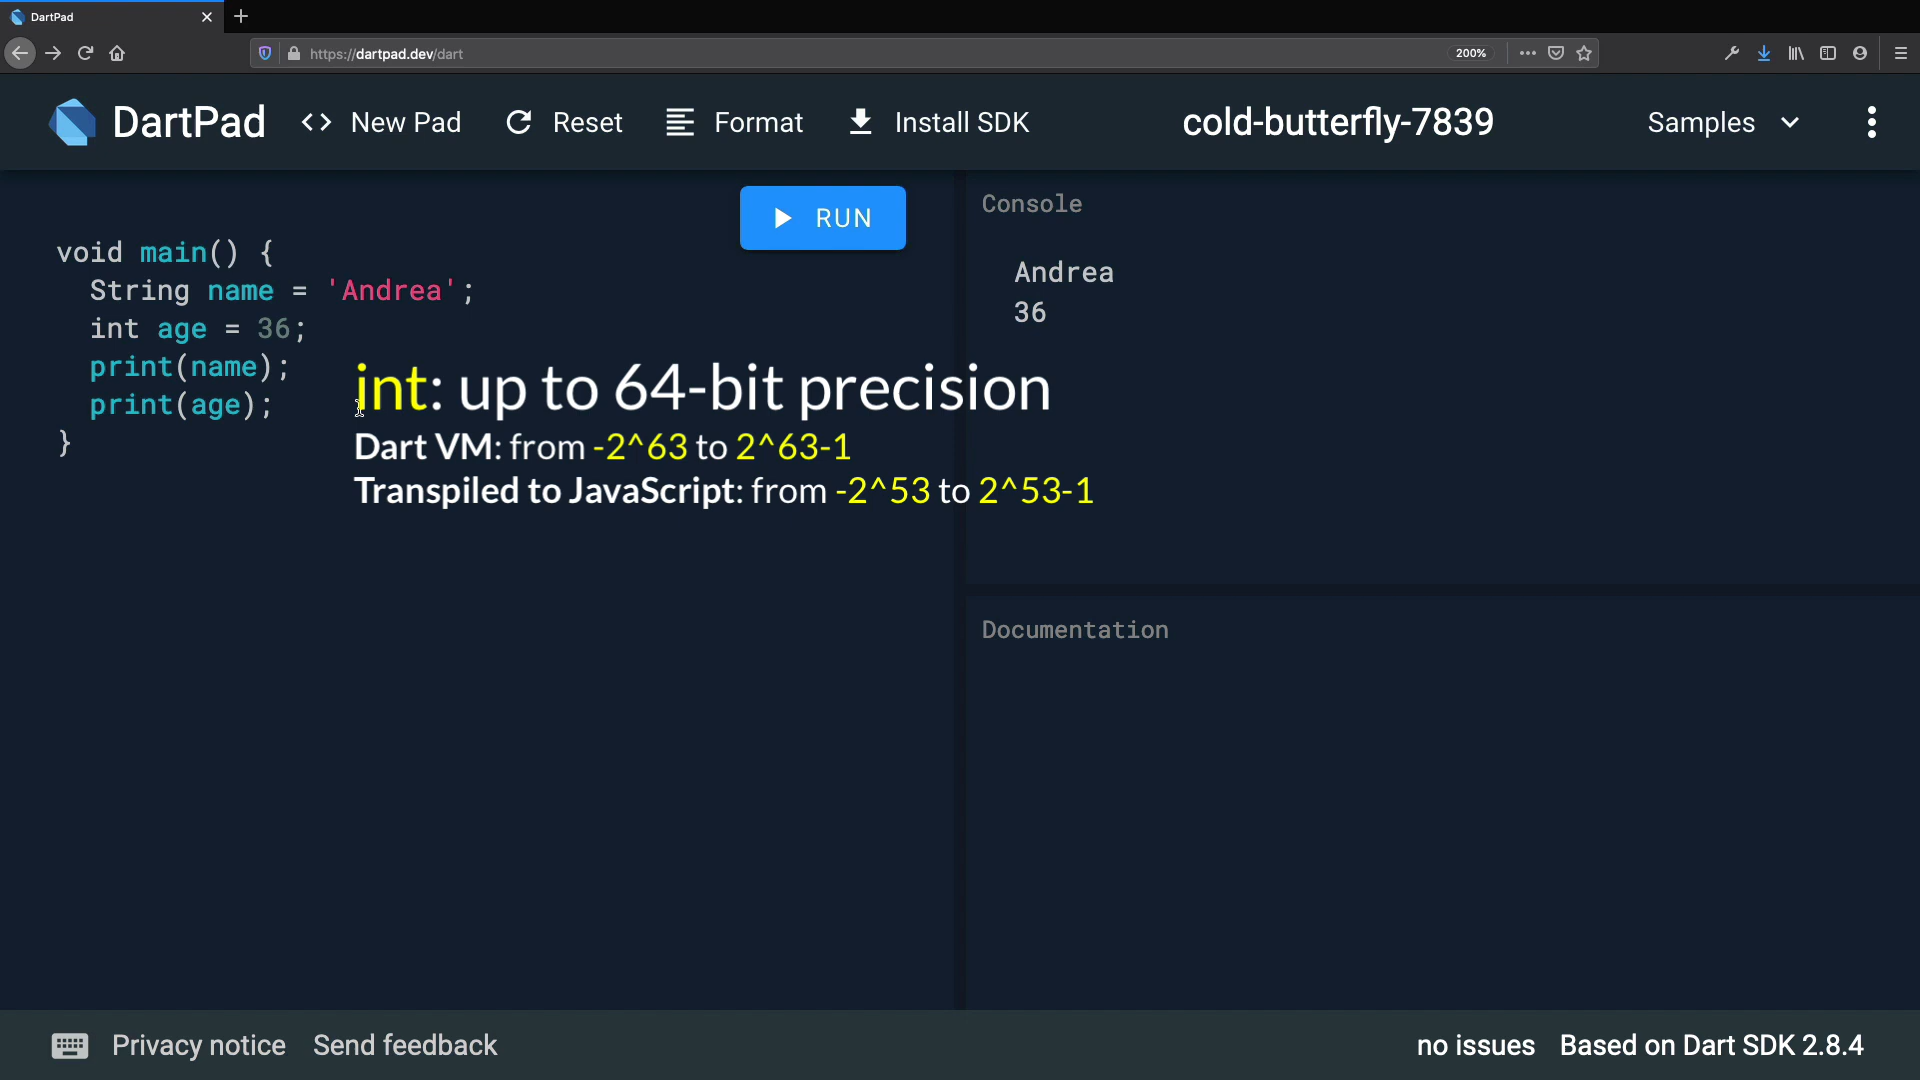 DartPad
https://dartpad.dev/dart
200%
DartPad
<> New Pad
Reset
Format
Install SDK
cold-butterfly-7839
Samples
RUN
void main() {
  String name = 'Andrea';
  int age = 36;
  print(name);
  print(age);
}
Console
Andrea
36
int: up to 64-bit precision
Dart VM: from -2^63 to 2^63-1
Transpiled to JavaScript: from -2^53 to 2^53-1
Documentation
Privacy notice
Send feedback
no issues
Based on Dart SDK 2.8.4